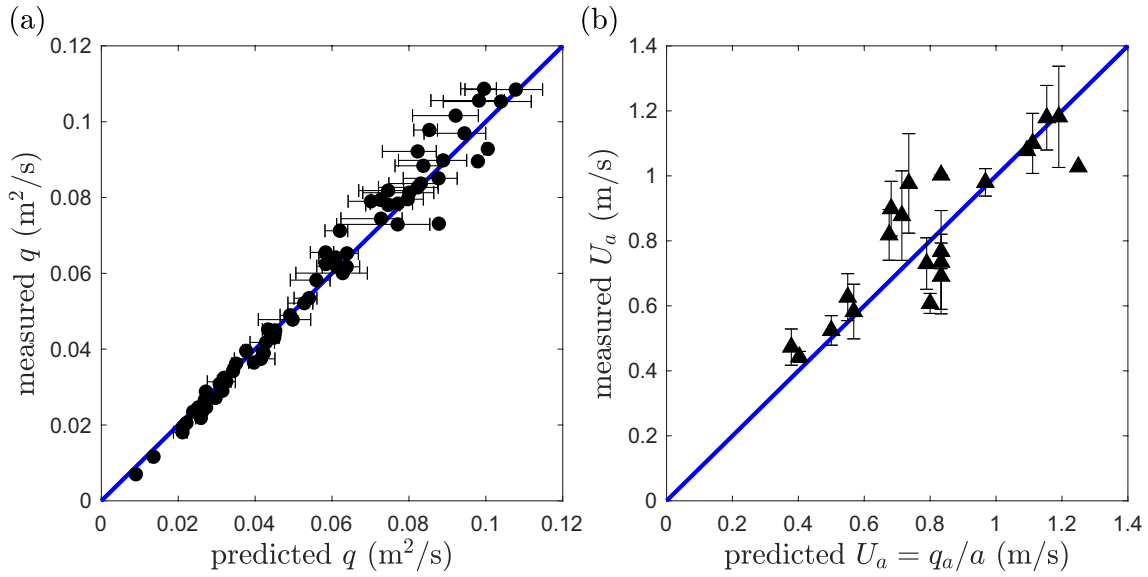 (a)
0.12
0.1
0.08
0.06
0.04
0.02
0
measured q (m²/s)
0 0.02 0.04 0.06 0.08 0.1 0.12
predicted q (m²/s)
(b)
1.4
1.2
1
0.8
0.6
0.4
0.2
0
measured Uₐ (m/s)
0 0.2 0.4 0.6 0.8 1 1.2 1.4
predicted Uₐ = qₐ/a (m/s)